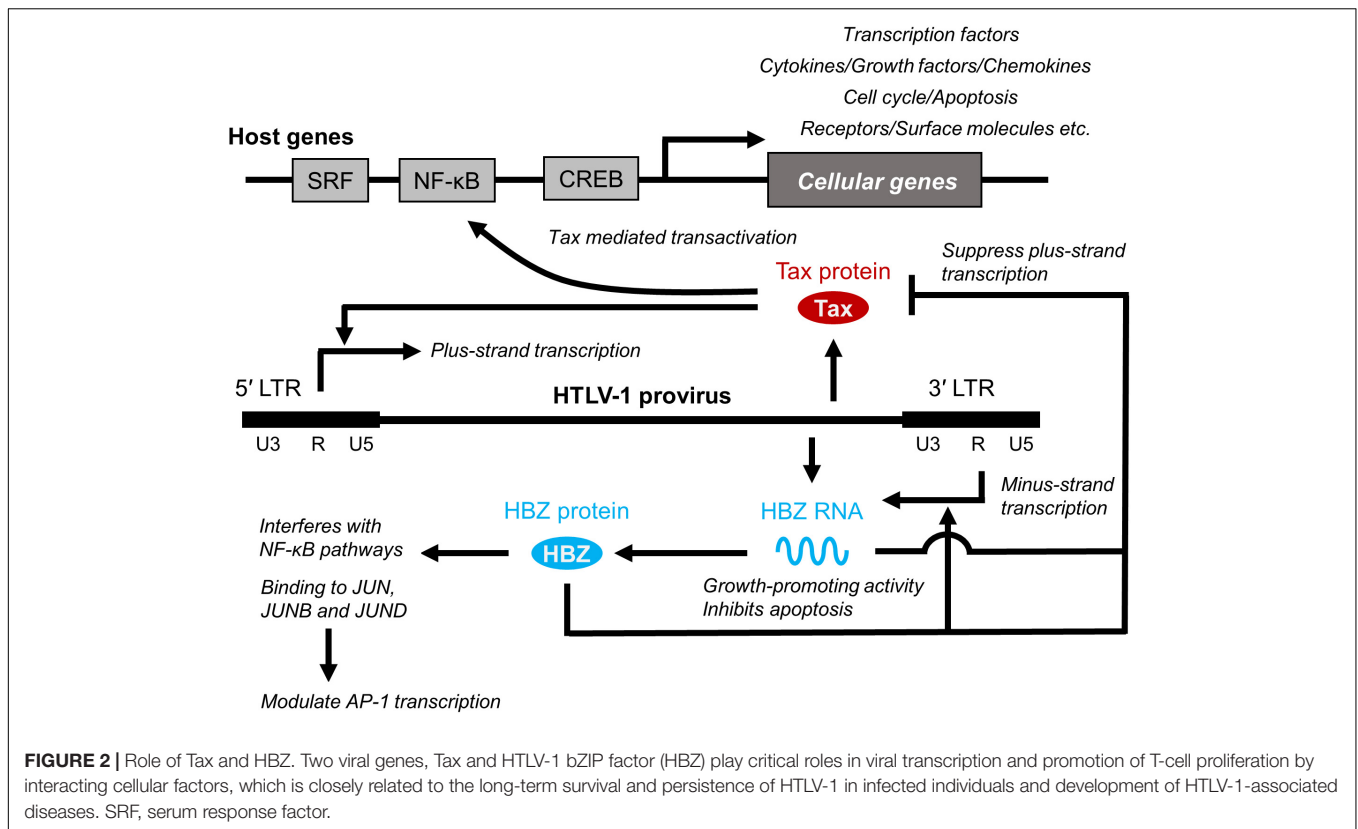 Transcription factors
Cytokines/Growth factors/Chemokines
Cell cycle/Apoptosis
Receptors/Surface molecules etc.
Host genes
SRF
NF-κB
CREB
Cellular genes
Tax mediated transactivation
Suppress plus-strand
transcription
Tax protein
Tax
Plus-strand transcription
5′ LTR
HTLV-1 provirus
3′ LTR
U3 R U5
U3 R U5
Minus-strand
transcription
HBZ protein
HBZ RNA
Interferes with
NF-κB pathways
HBZ
Binding to JUN,
JUNB and JUND
Growth-promoting activity
Inhibits apoptosis
Modulate AP-1 transcription
FIGURE 2 | Role of Tax and HBZ. Two viral genes, Tax and HTLV-1 bZIP factor (HBZ) play critical roles in viral transcription and promotion of T-cell proliferation by
interacting cellular factors, which is closely related to the long-term survival and persistence of HTLV-1 in infected individuals and development of HTLV-1-associated
diseases. SRF, serum response factor.